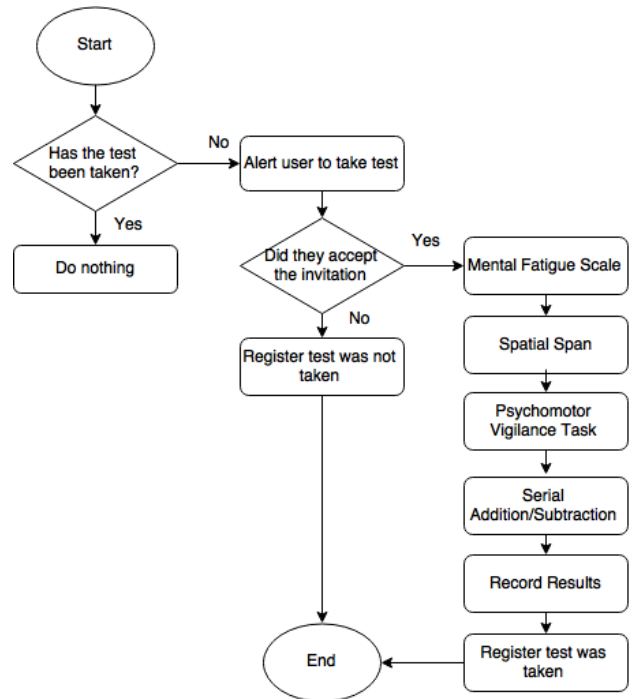 Start
Has the test
been taken?
No
Alert user to take test
Yes
Do nothing
Did they accept
the invitation
Yes
Mental Fatigue Scale
No
Register test was not
taken
Spatial Span
Psychomotor
Vigilance Task
Serial
Addition/Subtraction
Record Results
Register test was
taken
End